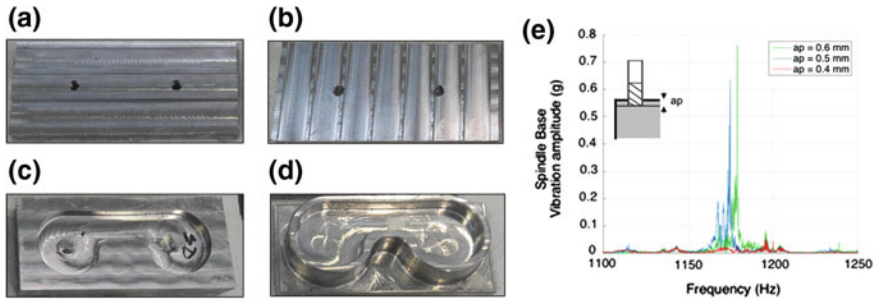 (a)
(b)
(c)
(d)
(e)
Spindle Base
Vibration amplitude (g)
0.8
0.7
0.6
0.5
0.4
0.3
0.2
0.1
0
ap = 0.6 mm
ap = 0.5 mm
ap = 0.4 mm
ap
1100
1150
1200
1250
Frequency (Hz)